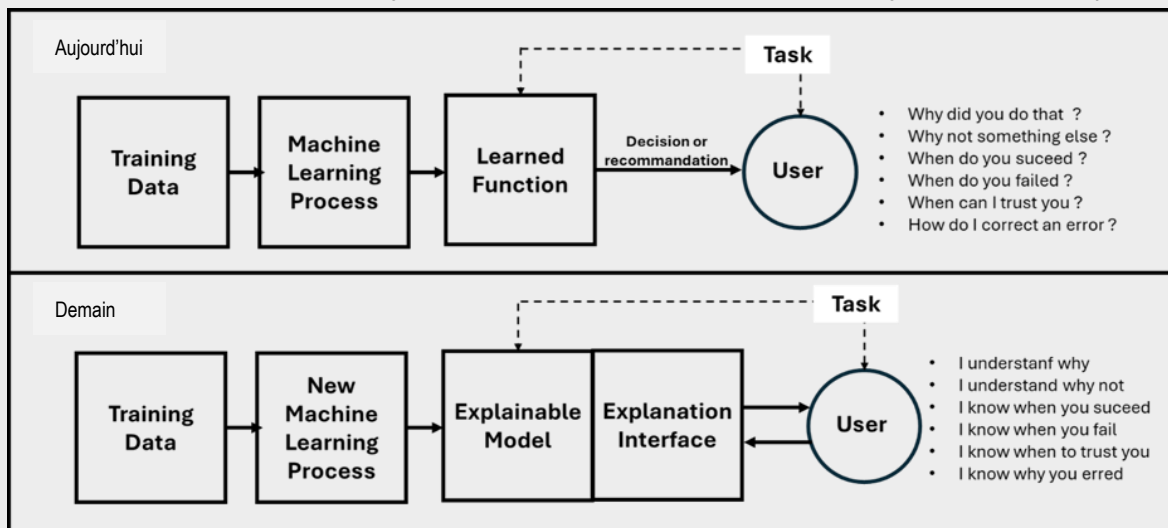 Aujourd'hui
Task
Training
Data
Machine
Learning
Process
Learned
Function
Decision or
recommandation
User
• Why did you do that ?
• Why not something else ?
• When do you suceed ?
• When do you failed ?
• When can I trust you ?
• How do I correct an error ?
Demain
Task
Training
Data
New
Machine
Learning
Process
Explainable
Model
Explanation
Interface
User
• I understanf why
• I understand why not
• I know when you suceed
• I know when you fail
• I know when to trust you
• I know why you erred